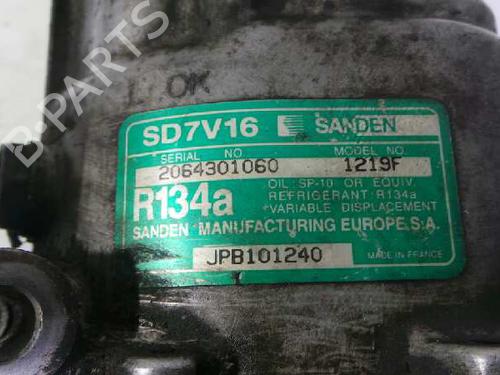 B-PARTS
OK
SD7V16 SANDEN
SERIAL NO MODEL NO.
2064301060 1219F
R134a
OIL: SP-10 OR EQUIV.
REFRIGERANT: R134a
*VARIABLE DISPLACEMENT
SANDEN MANUFACTURING EUROPE S.A.
JPB101240 MADE IN FRANCE